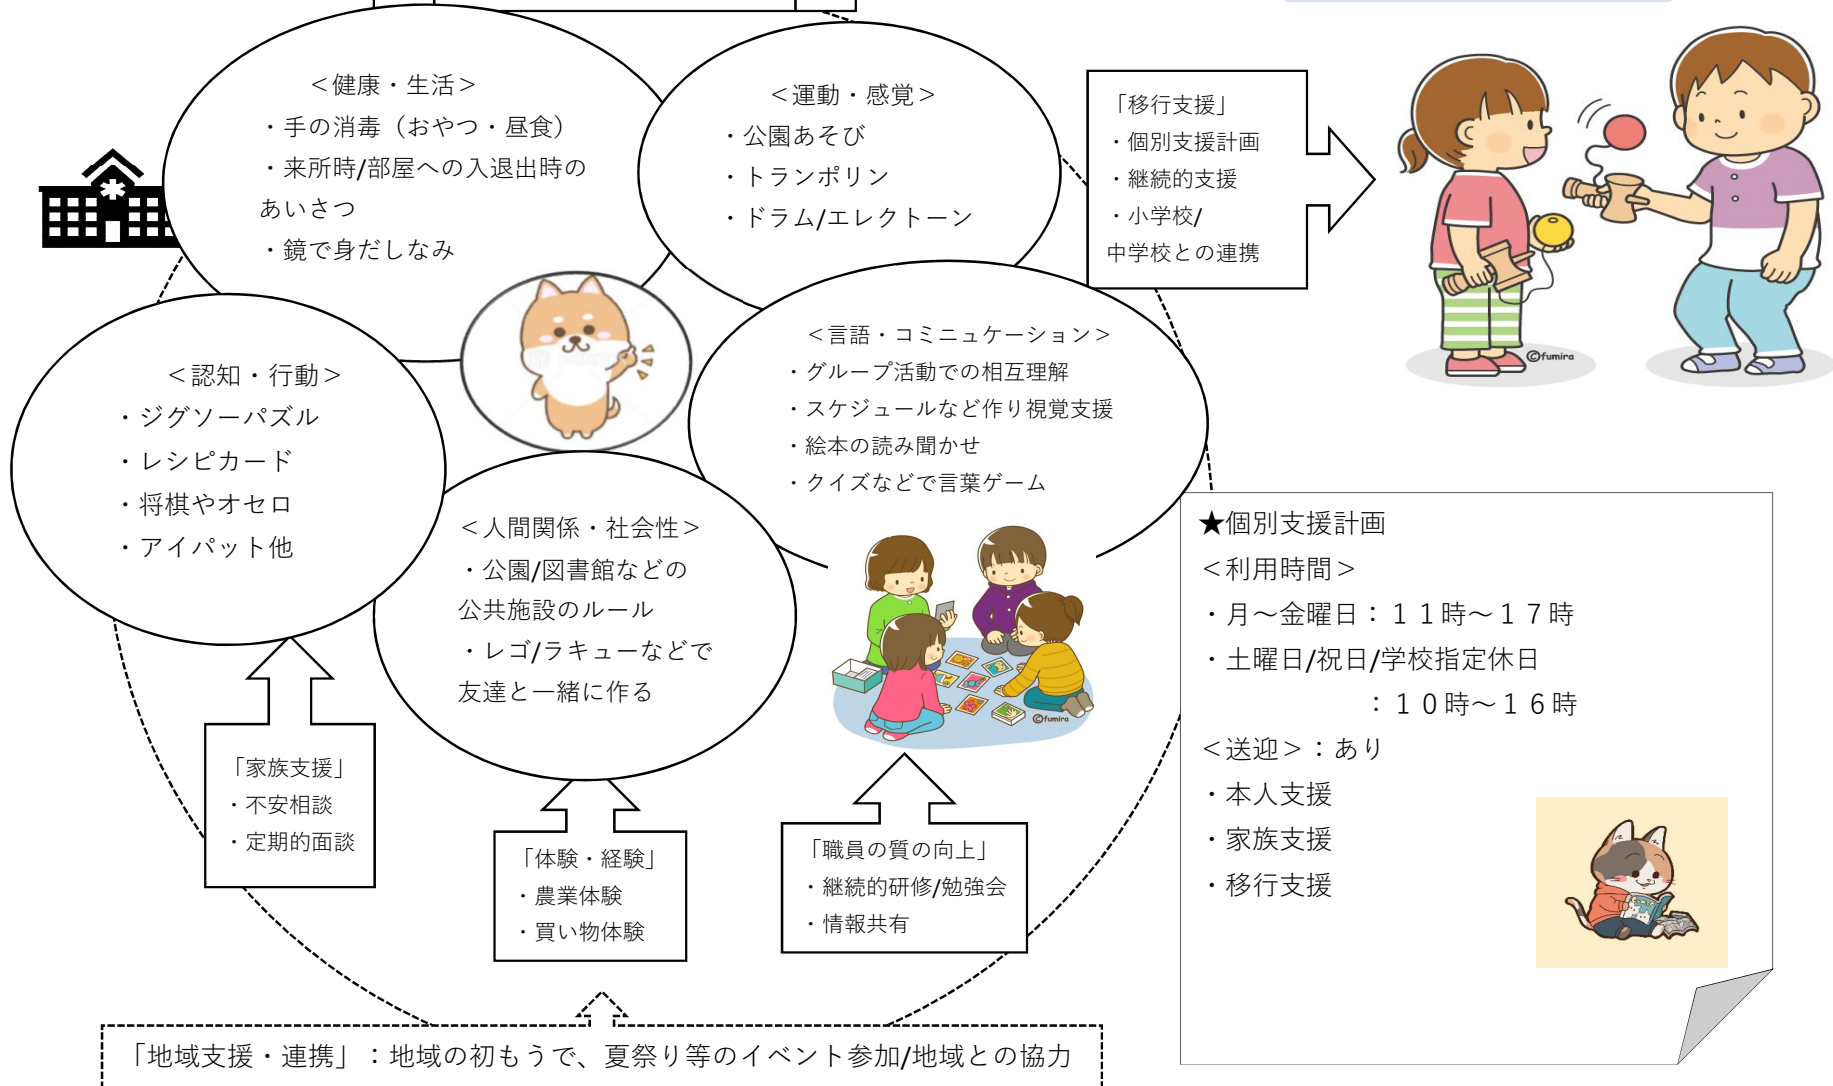 ＜健康・生活＞
・手の消毒（おやつ・昼食）
・来所時/部屋への入退出時の
あいさつ
・鏡で身だしなみ
＜運動・感覚＞
・公園あそび
・トランポリン
・ドラム/エレクトーン
「移行支援」
・個別支援計画
・継続的支援
・小学校/
中学校との連携
©fumira
＜認知・行動＞
・ジグソーパズル
・レシピカード
・将棋やオセロ
・アイパット他
＜言語・コミニュケーション＞
・グループ活動での相互理解
・スケジュールなど作り視覚支援
・絵本の読み聞かせ
・クイズなどで言葉ゲーム
＜人間関係・社会性＞
・公園/図書館などの
公共施設のルール
・レゴ/ラキューなどで
友達と一緒に作る
©fumira
★個別支援計画
＜利用時間＞
・月～金曜日：１１時～１７時
・土曜日/祝日/学校指定休日
：１０時～１６時
＜送迎＞：あり
・本人支援
・家族支援
・移行支援
「家族支援」
・不安相談
・定期的面談
「体験・経験」
・農業体験
・買い物体験
「職員の質の向上」
・継続的研修/勉強会
・情報共有
「地域支援・連携」：地域の初もうで、夏祭り等のイベント参加/地域との協力